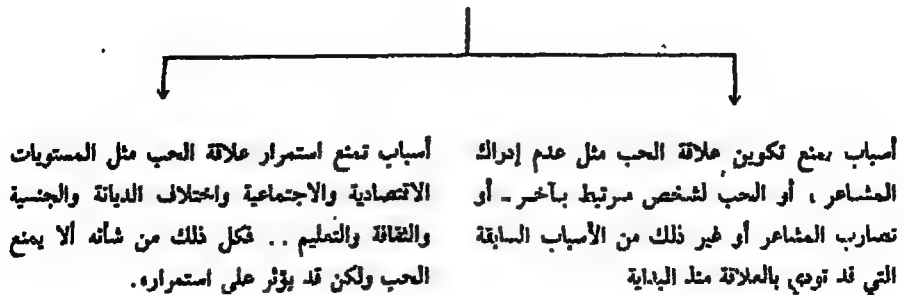 أسباب تمنع تكوين علاقة الحب مثل عدم إدراك
المشاعر ، أو الحب لشخص مرتبط بآخر ـ أو
تضارب المشاعر أو غير ذلك من الأسباب السابقة
التي قد تودي بالعلاقة منذ البداية
أسباب تمنع استمرار علاقة الحب مثل المستويات
الاقتصادية والاجتماعية واختلاف الديانة والجنسية
والثقافة والتعليم .. فكل ذلك من شأنه ألا يمنع
الحب ولكن قد يؤثر على استمراره.